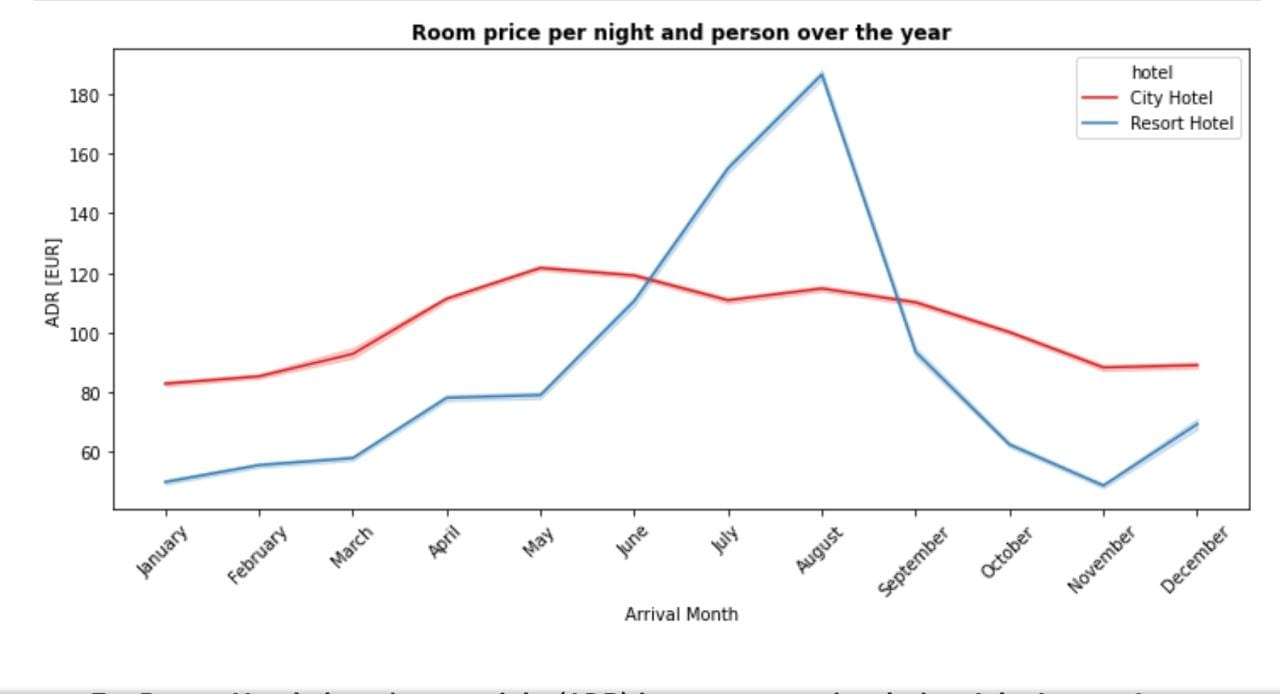 Room price per night and person over the year
hotel
City Hotel
Resort Hotel
ADR [EUR]
180
160
140
120
100
80
60
January
February
March
April
May
June
July
August
September
October
November
December
Arrival Month